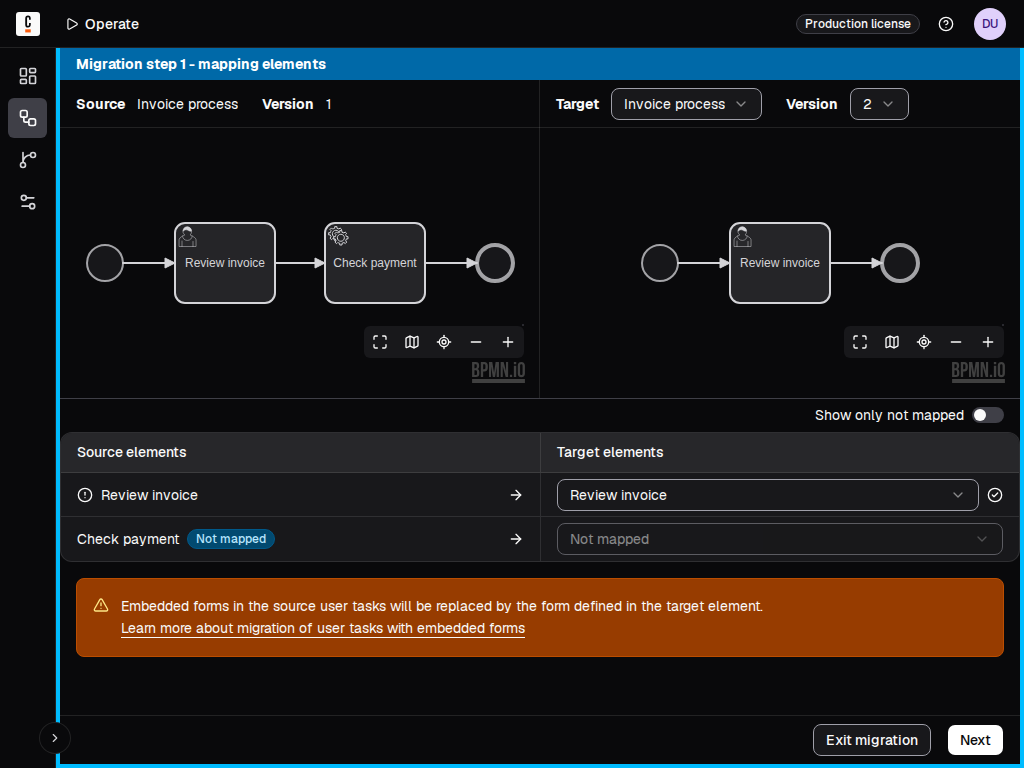 C
Operate
Production license
DU
Migration step 1 - mapping elements
Source Invoice process Version 1
Target Invoice process Version 2
Review invoice
Check payment
Review invoice
BPMN.iO
BPMN.iO
Show only not mapped
Source elements
Target elements
Review invoice
Review invoice
Check payment Not mapped
Not mapped
Embedded forms in the source user tasks will be replaced by the form defined in the target element.
Learn more about migration of user tasks with embedded forms
Exit migration
Next